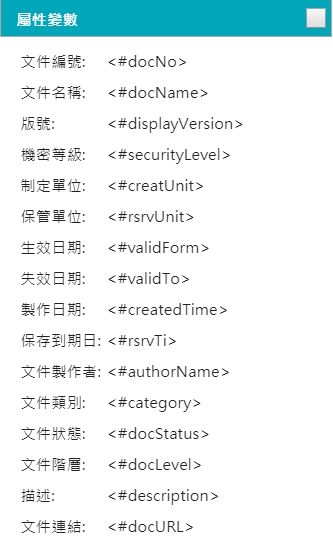 屬性變數
文件編號: <#docNo>
文件名稱: <#docName>
版號: <#displayVersion>
機密等級: <#securityLevel>
制定單位: <#creatUnit>
保管單位: <#rsrvUnit>
生效日期: <#validForm>
失效日期: <#validTo>
製作日期: <#createdTime>
保存到期日: <#rsrvTi>
文件製作者: <#authorName>
文件類別: <#category>
文件狀態: <#docStatus>
文件階層: <#docLevel>
描述: <#description>
文件連結: <#docURL>